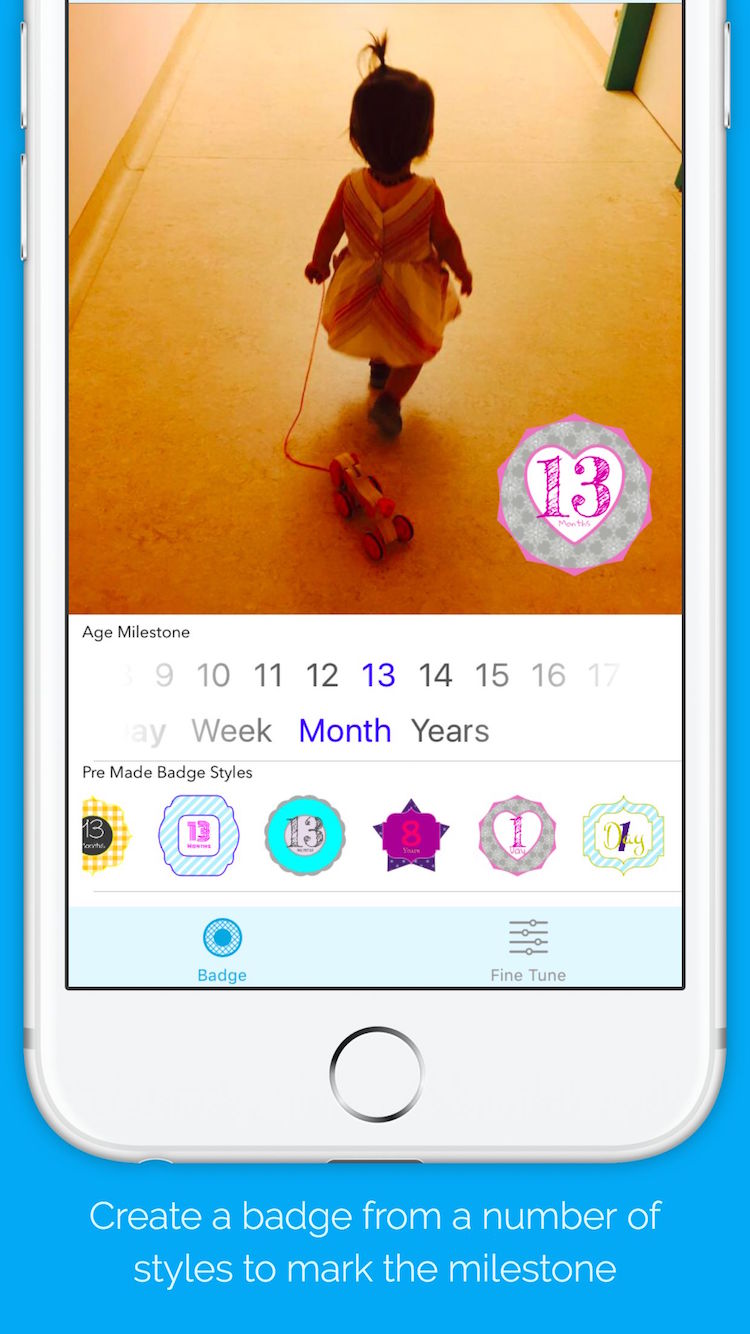 13
Months
Age Milestone
8 9 10 11 12 13 14 15 16 17
Day Week Month Years
Pre Made Badge Styles
13 Months
13 MONTHS
13
8 Years
1 Day
1 Day
Badge Fine Tune
Create a badge from a number of
styles to mark the milestone